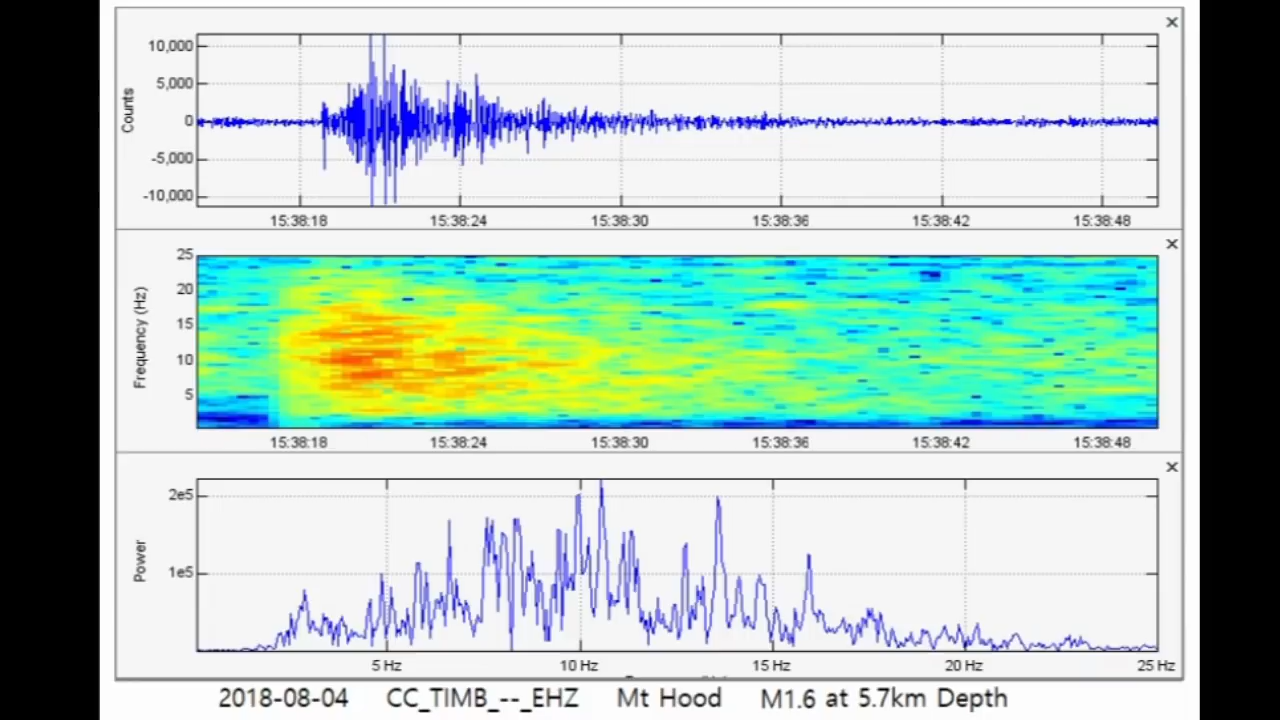 ×
10,000
5,000
0
-5,000
-10,000
Counts
15:38:18 15:38:24 15:38:30 15:38:36 15:38:42 15:38:48
×
25
20
15
10
5
Frequency (Hz)
15:38:18 15:38:24 15:38:30 15:38:36 15:38:42 15:38:48
×
2e5
1e5
Power
5 Hz 10 Hz 15 Hz 20 Hz 25 Hz
2018-08-04 CC_TIMB_--_EHZ Mt Hood M1.6 at 5.7km Depth